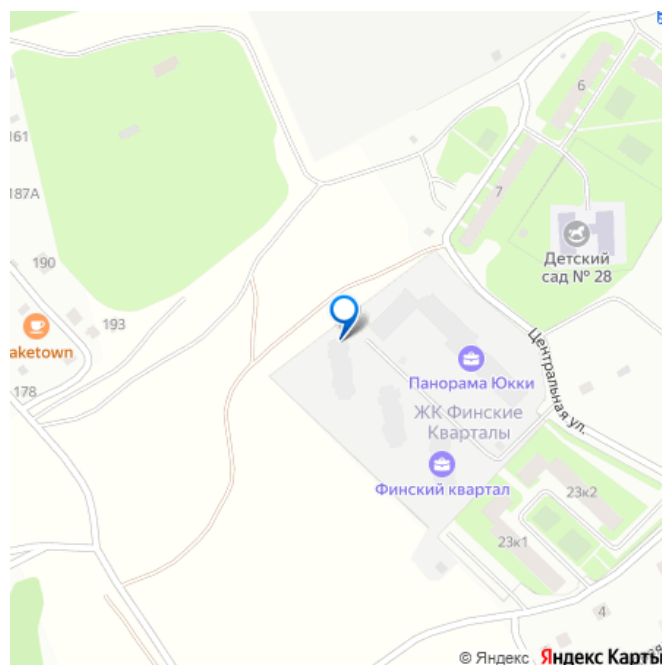 6
161
187А
7
Детский
сад № 28
190
193
aketown
178
Центральная ул.
Панорама Юкки
ЖК Финские
Кварталы
Финский квартал
23к2
23к1
4
© Яндекс Яндекс Карты